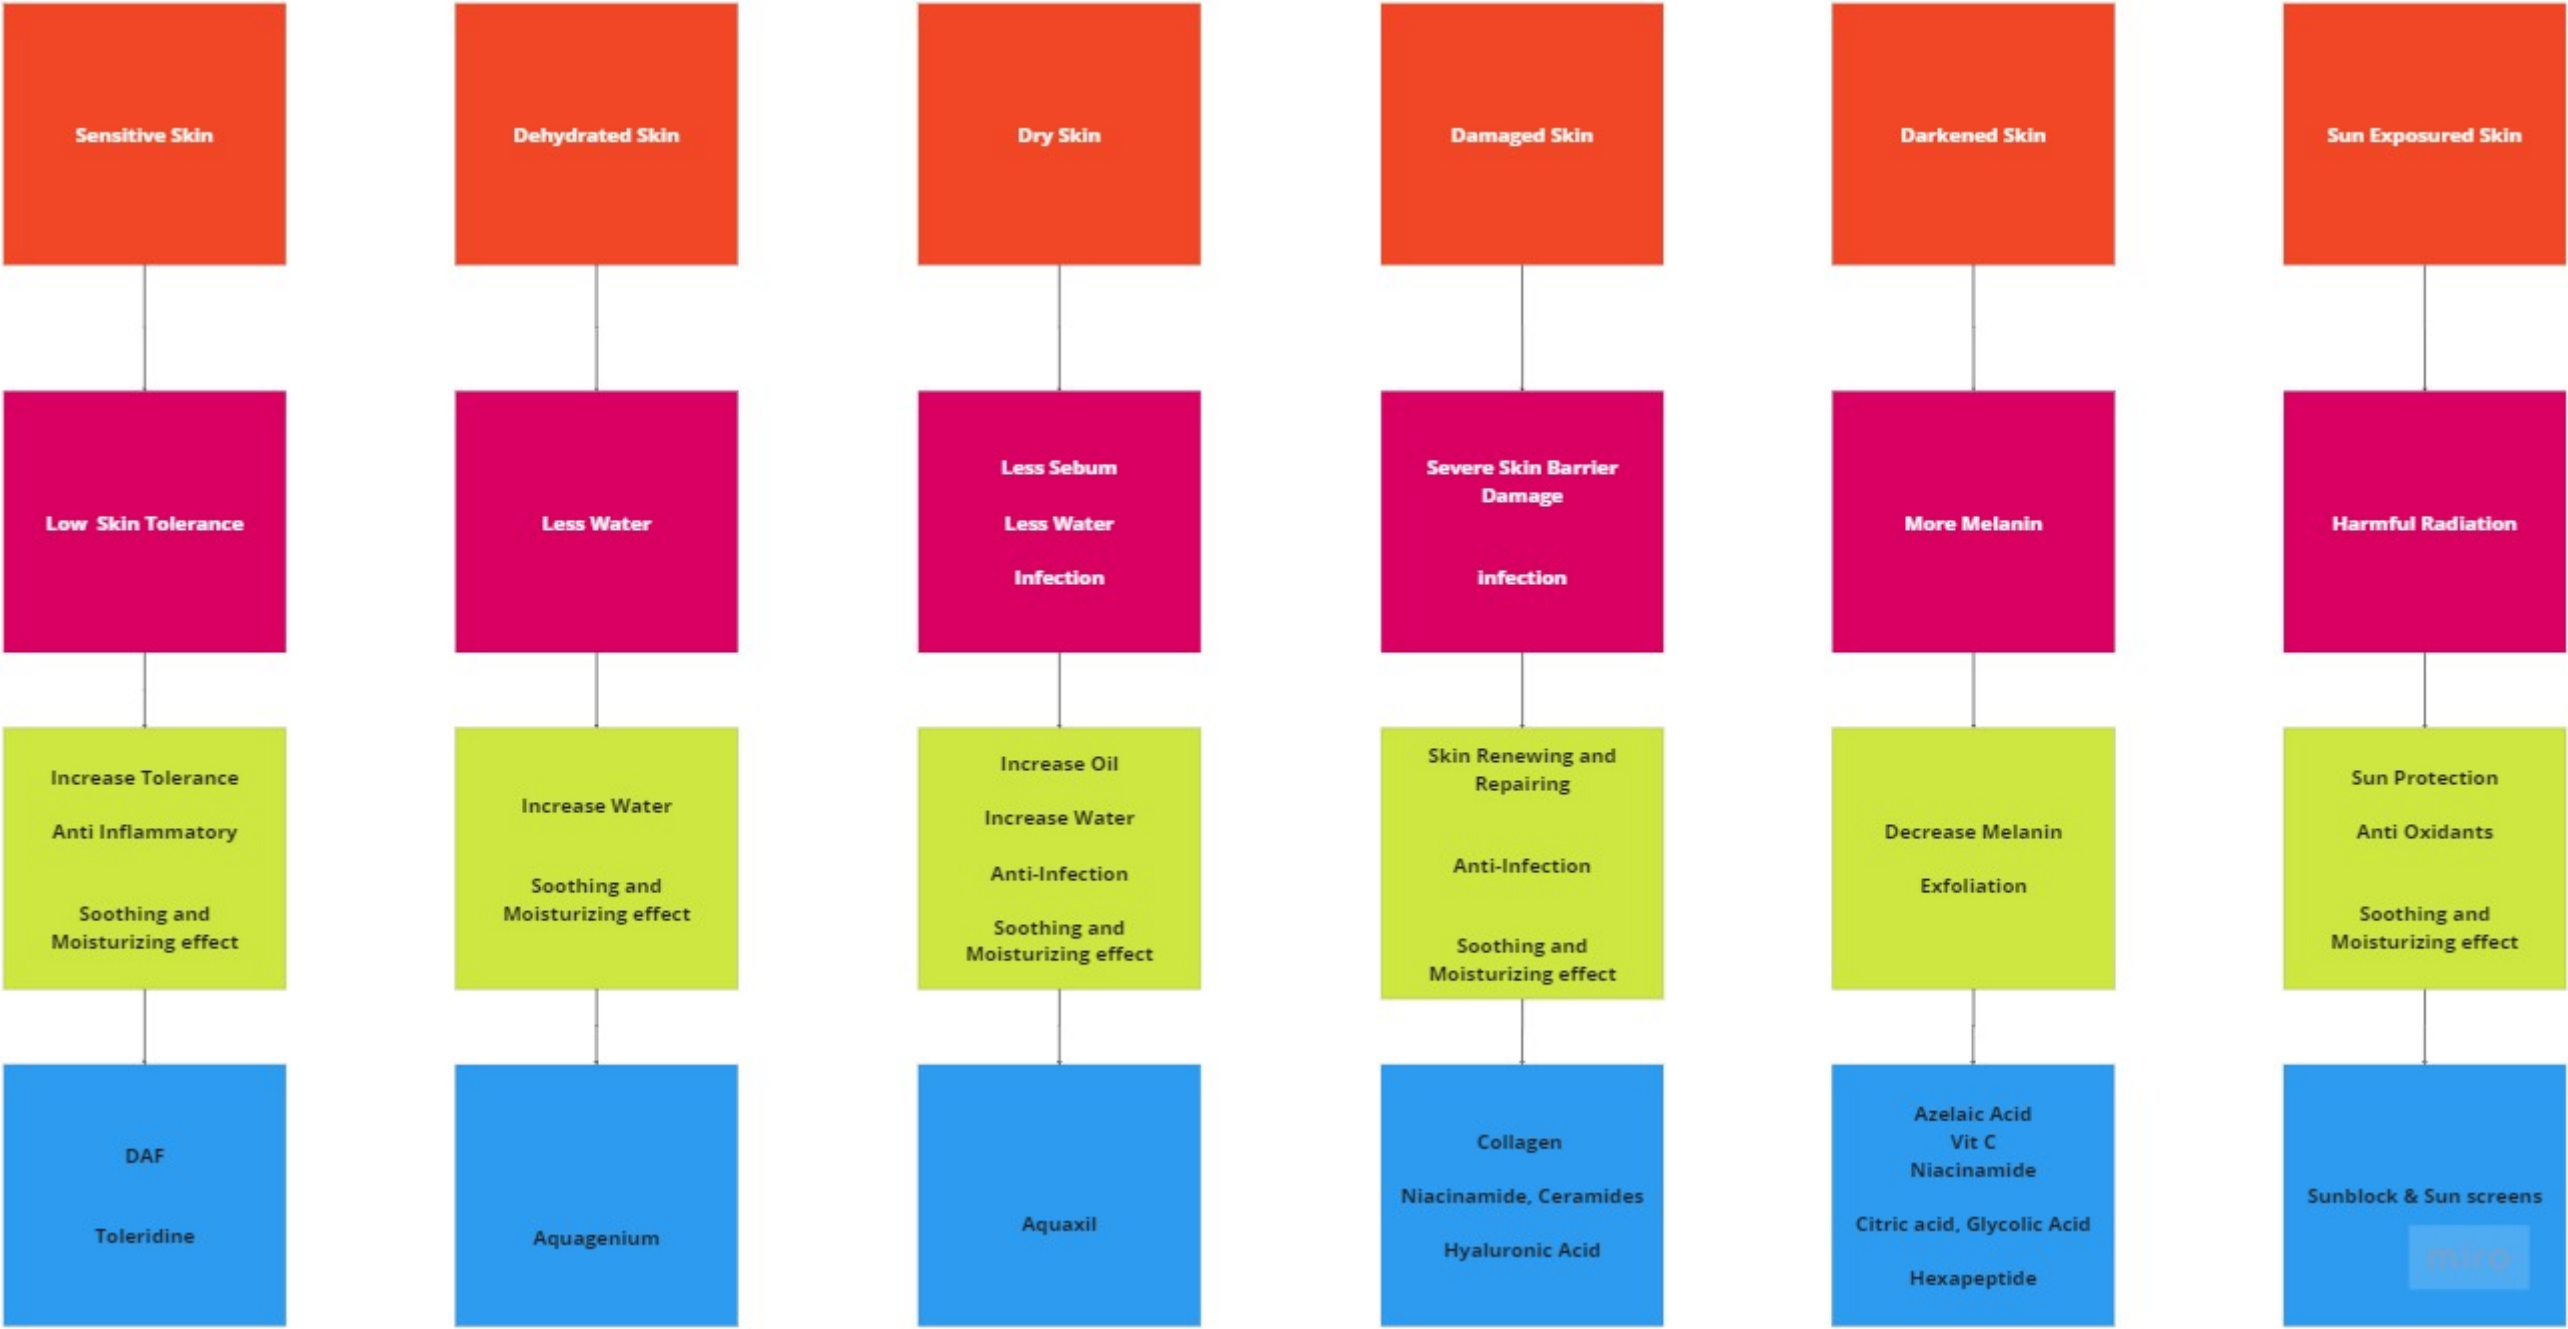 Sensitive Skin
Dehydrated Skin
Dry Skin
Damaged Skin
Darkened Skin
Sun Exposured Skin
Low Skin Tolerance
Less Water
Less Sebum
Less Water
Infection
Severe Skin Barrier
Damage
infection
More Melanin
Harmful Radiation
Increase Tolerance
Anti Inflammatory
Soothing and
Moisturizing effect
Increase Water
Soothing and
Moisturizing effect
Increase Oil
Increase Water
Anti-Infection
Soothing and
Moisturizing effect
Skin Renewing and
Repairing
Anti-Infection
Soothing and
Moisturizing effect
Decrease Melanin
Exfoliation
Sun Protection
Anti Oxidants
Soothing and
Moisturizing effect
DAF
Toleridine
Aquagenium
Aquaxil
Collagen
Niacinamide, Ceramides
Hyaluronic Acid
Azelaic Acid
Vit C
Niacinamide
Citric acid, Glycolic Acid
Hexapeptide
Sunblock & Sun screens
miro